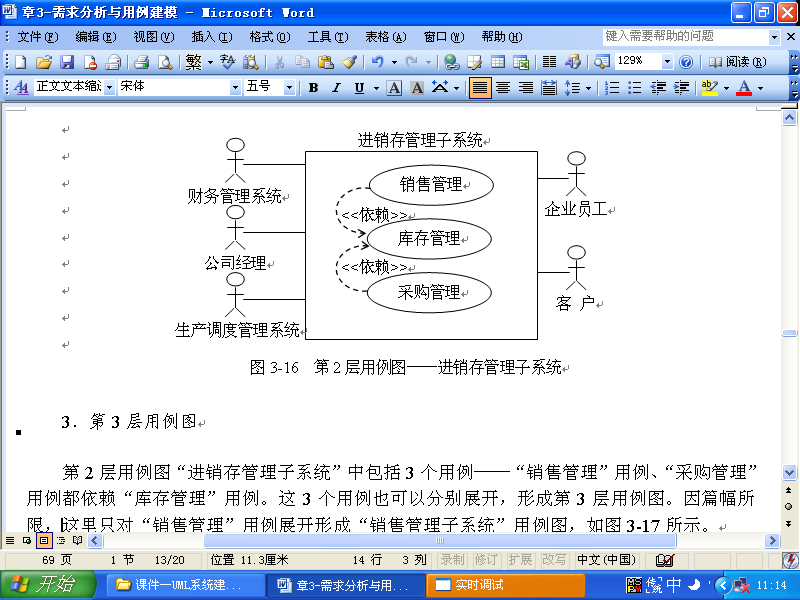 章3-需求分析与用例建模 - Microsoft Word
文件(F) 编辑(E) 视图(V) 插入(I) 格式(O) 工具(T) 表格(A) 窗口(W) 帮助(H) 键入需要帮助的问题
繁 129% 阅读(R)
正文文本缩进 宋体 五号 B I U A A
进销存管理子系统
销售管理
财务管理系统
企业员工
<<依赖>>
库存管理
公司经理
<<依赖>>
采购管理
客 户
生产调度管理系统
图 3-16 第 2 层用例图——进销存管理子系统
3．第 3 层用例图
第 2 层用例图“进销存管理子系统”中包括 3 个用例——“销售管理”用例、“采购管理”
用例都依赖“库存管理”用例。这 3 个用例也可以分别展开，形成第 3 层用例图。因篇幅所
限，这里只对“销售管理”用例展开形成“销售管理子系统”用例图，如图 3-17 所示。
69 页 1 节 13/20 位置 11.3厘米 14 行 3 列 录制 修订 扩展 改写 中文(中国)
开始 课件一UML系统建... 章3-需求分析与用... 实时调试 中 11:14